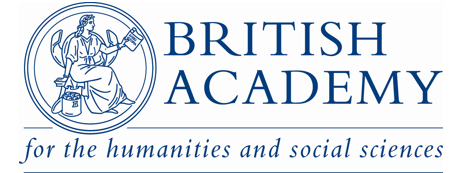 BRITISH
ACADEMY
for the humanities and social sciences